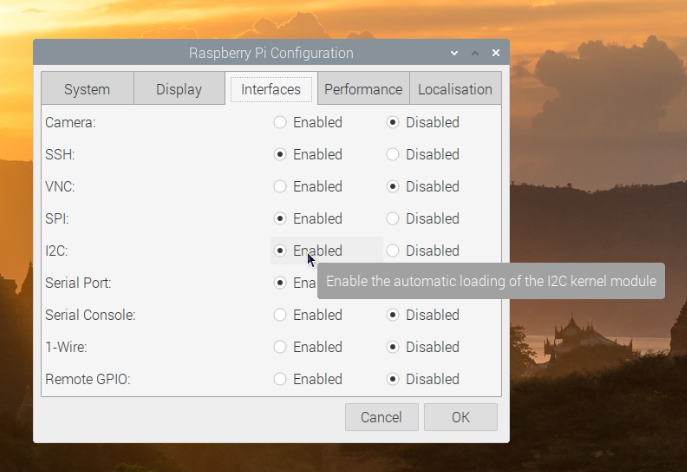 Raspberry Pi Configuration
System Display Interfaces Performance Localisation
Camera: Enabled Disabled
SSH: Enabled Disabled
VNC: Enabled Disabled
SPI: Enabled Disabled
I2C: Enabled Disabled
Serial Port: Ena
Enable the automatic loading of the I2C kernel module
Serial Console: Enabled Disabled
1-Wire: Enabled Disabled
Remote GPIO: Enabled Disabled
Cancel OK